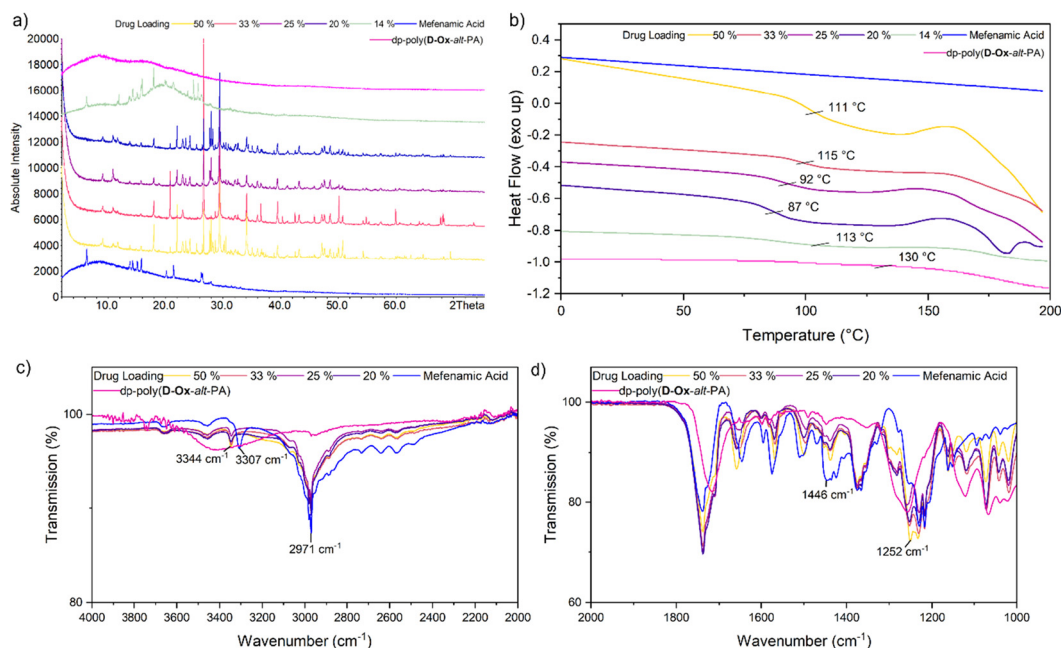 a)
Drug Loading 50 % 33 % 25 % 20 % 14 % Mefenamic Acid
dp-poly(D-Ox-alt-PA)
Absolute Intensity
20000
18000
16000
14000
12000
10000
8000
6000
4000
2000
0
10.0 20.0 30.0 40.0 50.0 60.0 2Theta
b)
Drug Loading 50 % 33 % 25 % 20 % 14 % Mefenamic Acid
dp-poly(D-Ox-alt-PA)
Heat Flow (exo up)
0.4
0.2
0.0
-0.2
-0.4
-0.6
-0.8
-1.0
-1.2
111 °C
115 °C
92 °C
87 °C
113 °C
130 °C
0 50 100 150 200
Temperature (°C)
c)
Drug Loading 50 % 33 % 25 % 20 % Mefenamic Acid
dp-poly(D-Ox-alt-PA)
Transmission (%)
100
80
3344 cm-1
3307 cm-1
2971 cm-1
4000 3800 3600 3400 3200 3000 2800 2600 2400 2200 2000
Wavenumber (cm-1)
d)
Drug Loading 50 % 33 % 25 % 20 % Mefenamic Acid
dp-poly(D-Ox-alt-PA)
Transmission (%)
100
80
60
1446 cm-1
1252 cm-1
2000 1800 1600 1400 1200 1000
Wavenumber (cm-1)